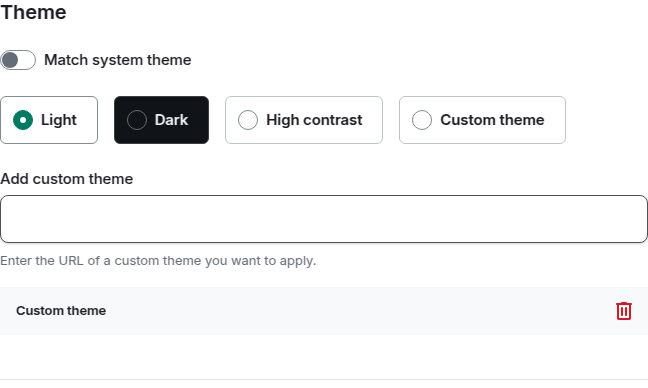 Theme
Match system theme
Light
Dark
High contrast
Custom theme
Add custom theme
Enter the URL of a custom theme you want to apply.
Custom theme